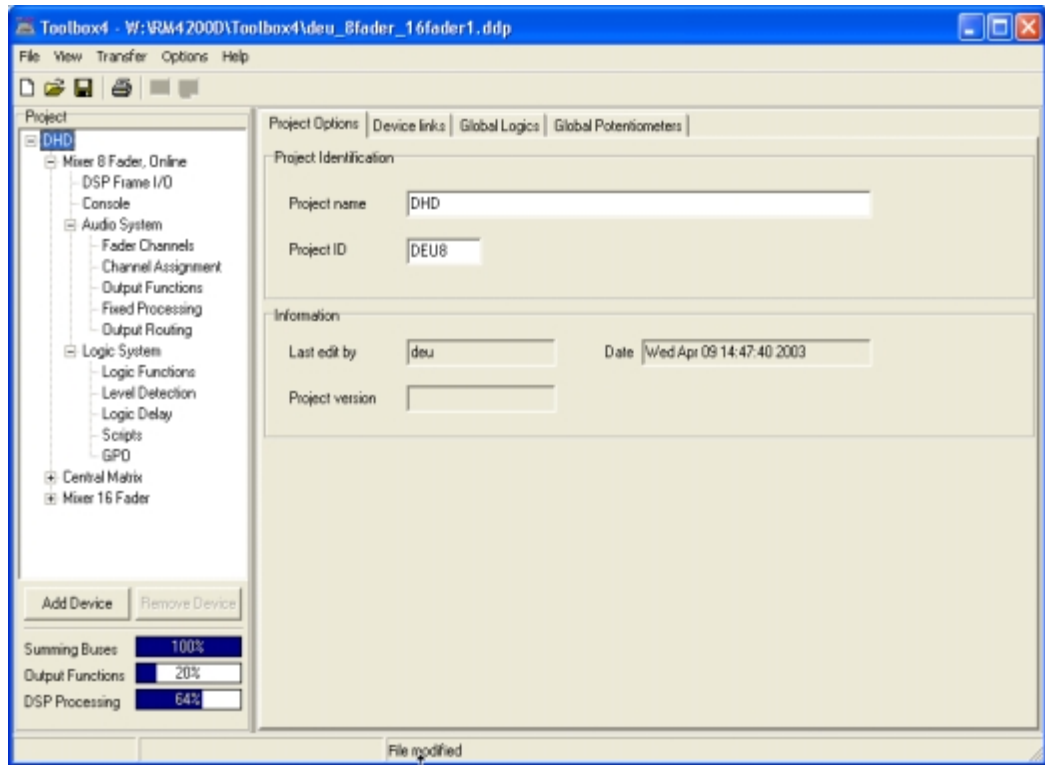 Toolbox4 - W:\RM4200D\Toolbox4\deu_8fader_16fader1.ddp
File View Transfer Options Help
Project
DHD
Mixer 8 Fader, Online
DSP Frame I/O
Console
Audio System
Fader Channels
Channel Assignment
Output Functions
Fixed Processing
Output Routing
Logic System
Logic Functions
Level Detection
Logic Delay
Scripts
GPO
Central Matrix
Mixer 16 Fader
Add Device Remove Device
Summing Buses 100%
Output Functions 20%
DSP Processing 64%
Project Options Device links Global Logics Global Potentiometers
Project Identification
Project name DHD
Project ID DEU8
Information
Last edit by deu Date Wed Apr 09 14:47:40 2003
Project version
File modified